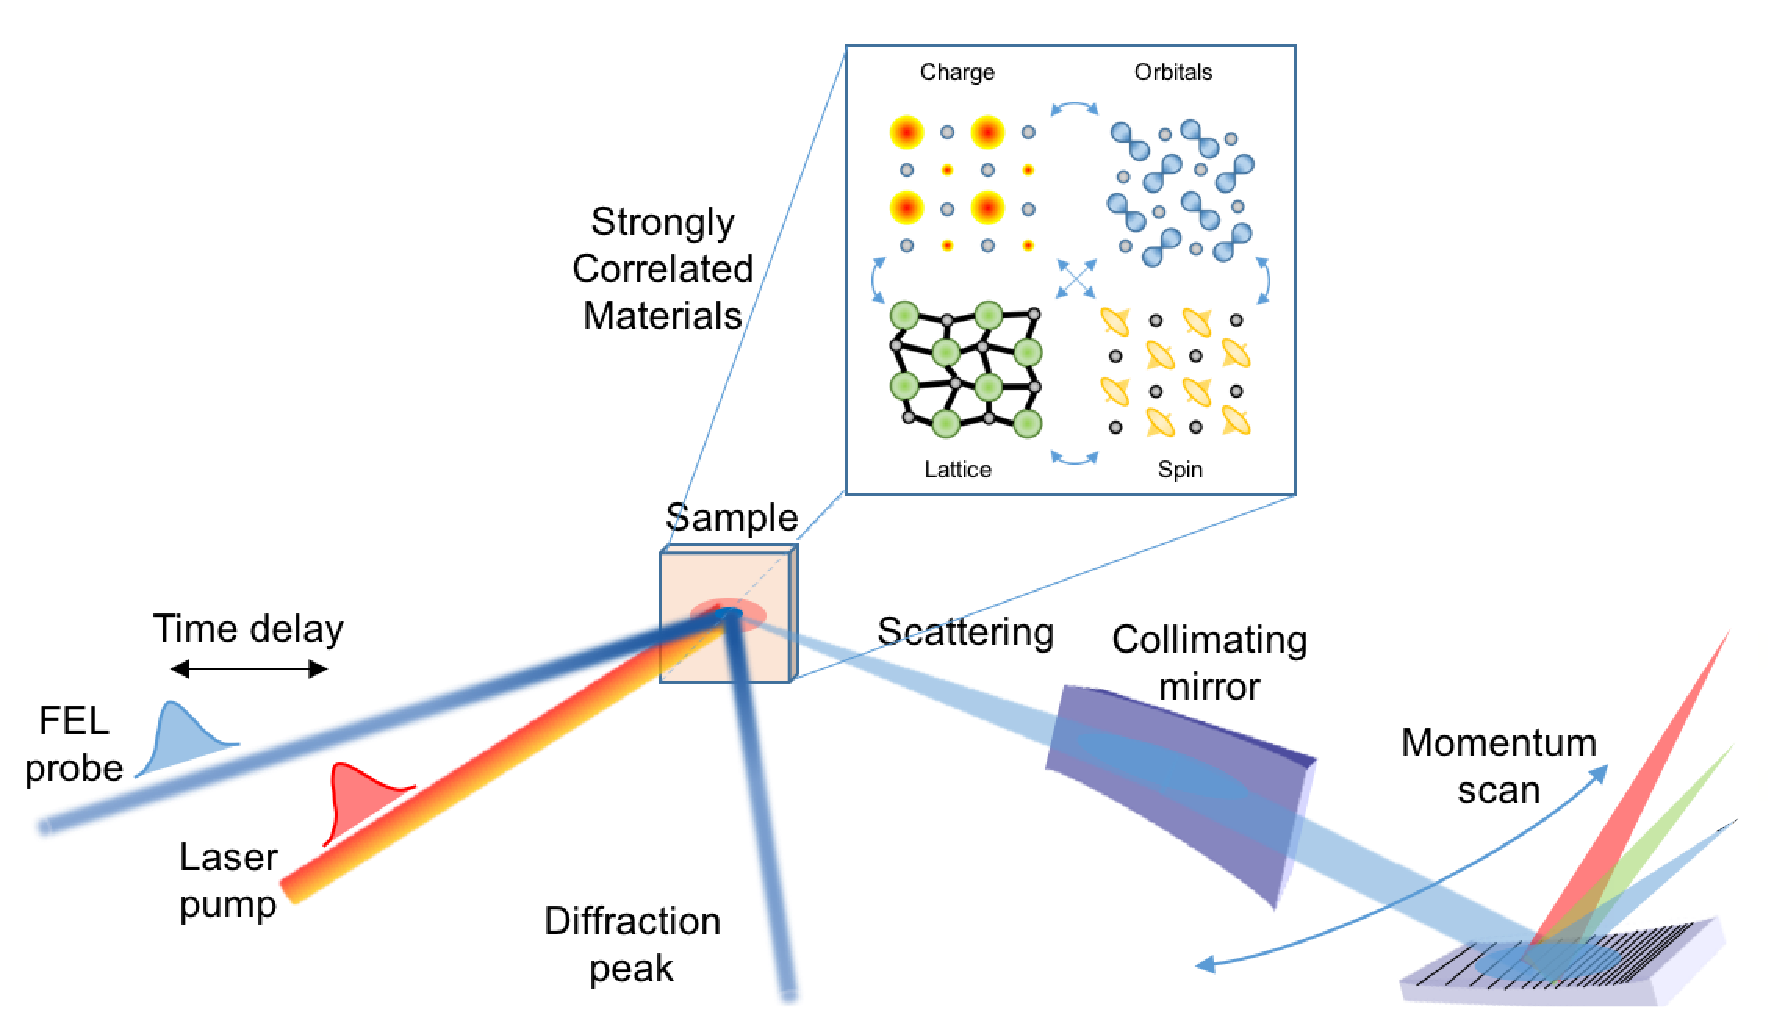 Charge
Orbitals
Strongly
Correlated
Materials
Lattice
Spin
Sample
Time delay
Scattering
Collimating
mirror
FEL
probe
Momentum
scan
Laser
pump
Diffraction
peak